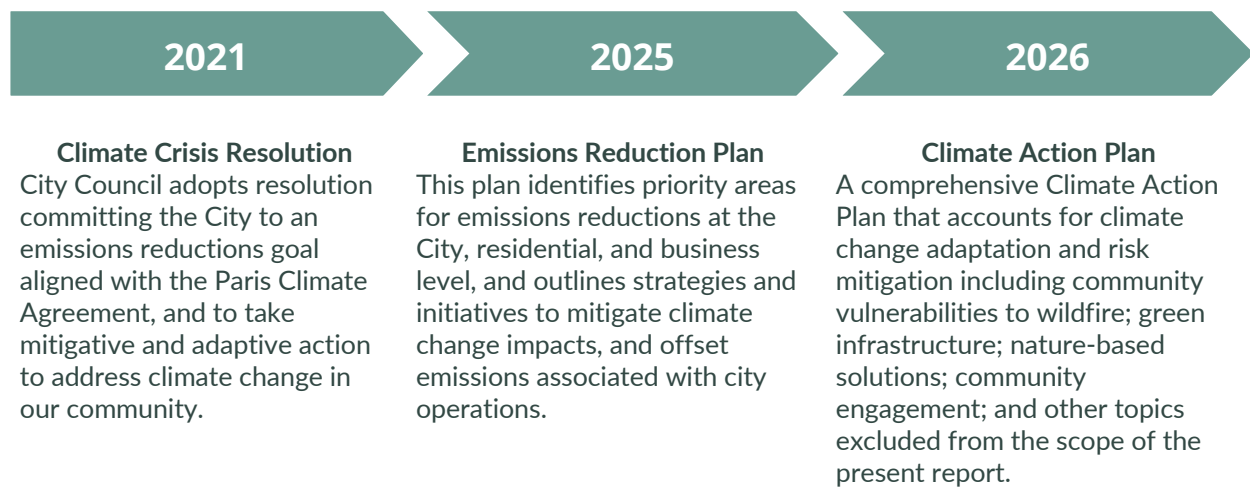 2021
2025
2026
Climate Crisis Resolution
City Council adopts resolution
committing the City to an
emissions reductions goal
aligned with the Paris Climate
Agreement, and to take
mitigative and adaptive action
to address climate change in
our community.
Emissions Reduction Plan
This plan identifies priority areas
for emissions reductions at the
City, residential, and business
level, and outlines strategies and
initiatives to mitigate climate
change impacts, and offset
emissions associated with city
operations.
Climate Action Plan
A comprehensive Climate Action
Plan that accounts for climate
change adaptation and risk
mitigation including community
vulnerabilities to wildfire; green
infrastructure; nature-based
solutions; community
engagement; and other topics
excluded from the scope of the
present report.